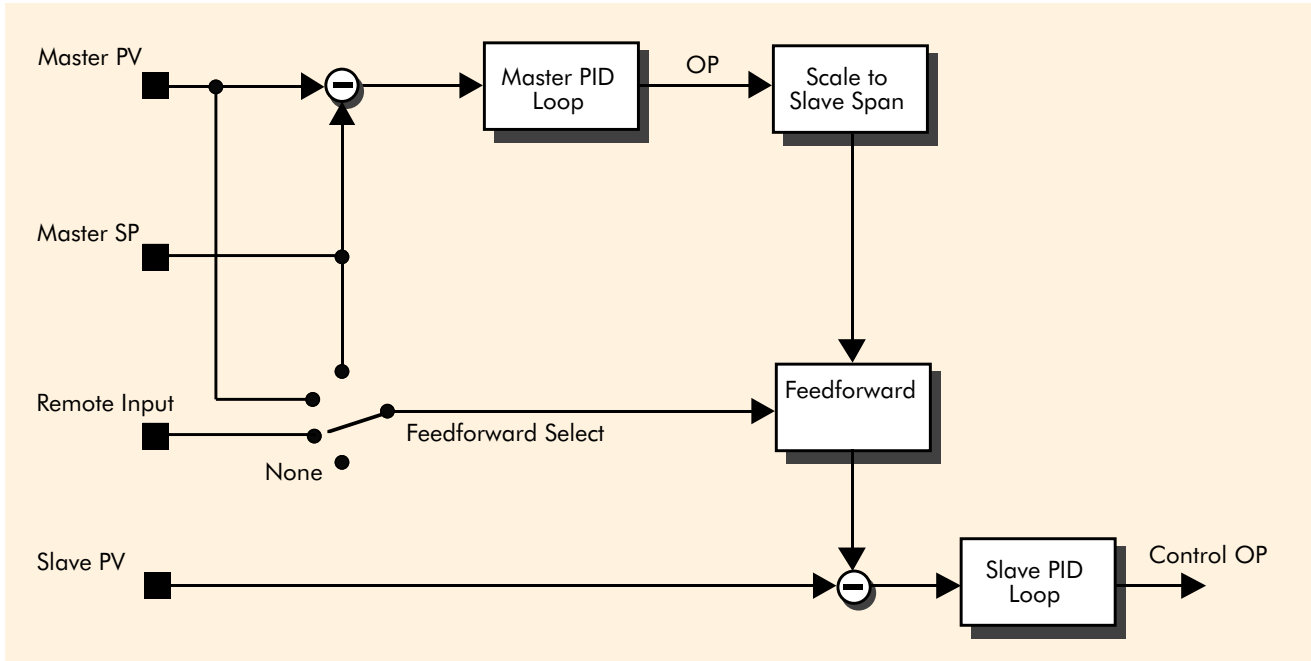 Master PV
Master PID
Loop
OP
Scale to
Slave Span
Master SP
Remote Input
Feedforward Select
None
Feedforward
Slave PV
Slave PID
Loop
Control OP